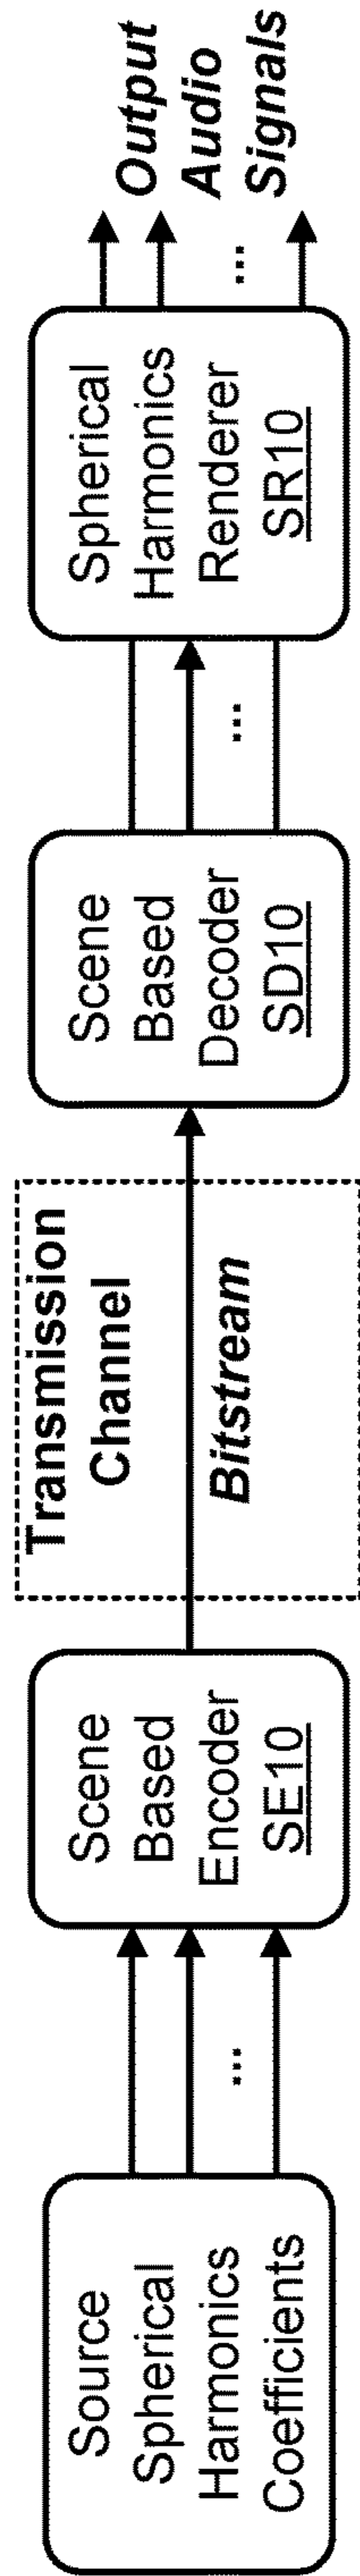 Source
Spherical
Harmonics
Coefficients
...
Scene
Based
Encoder
SE10
Transmission
Channel
Bitstream
Scene
Based
Decoder
SD10
...
Spherical
Harmonics
Renderer
SR10
Output
Audio
...
Signals